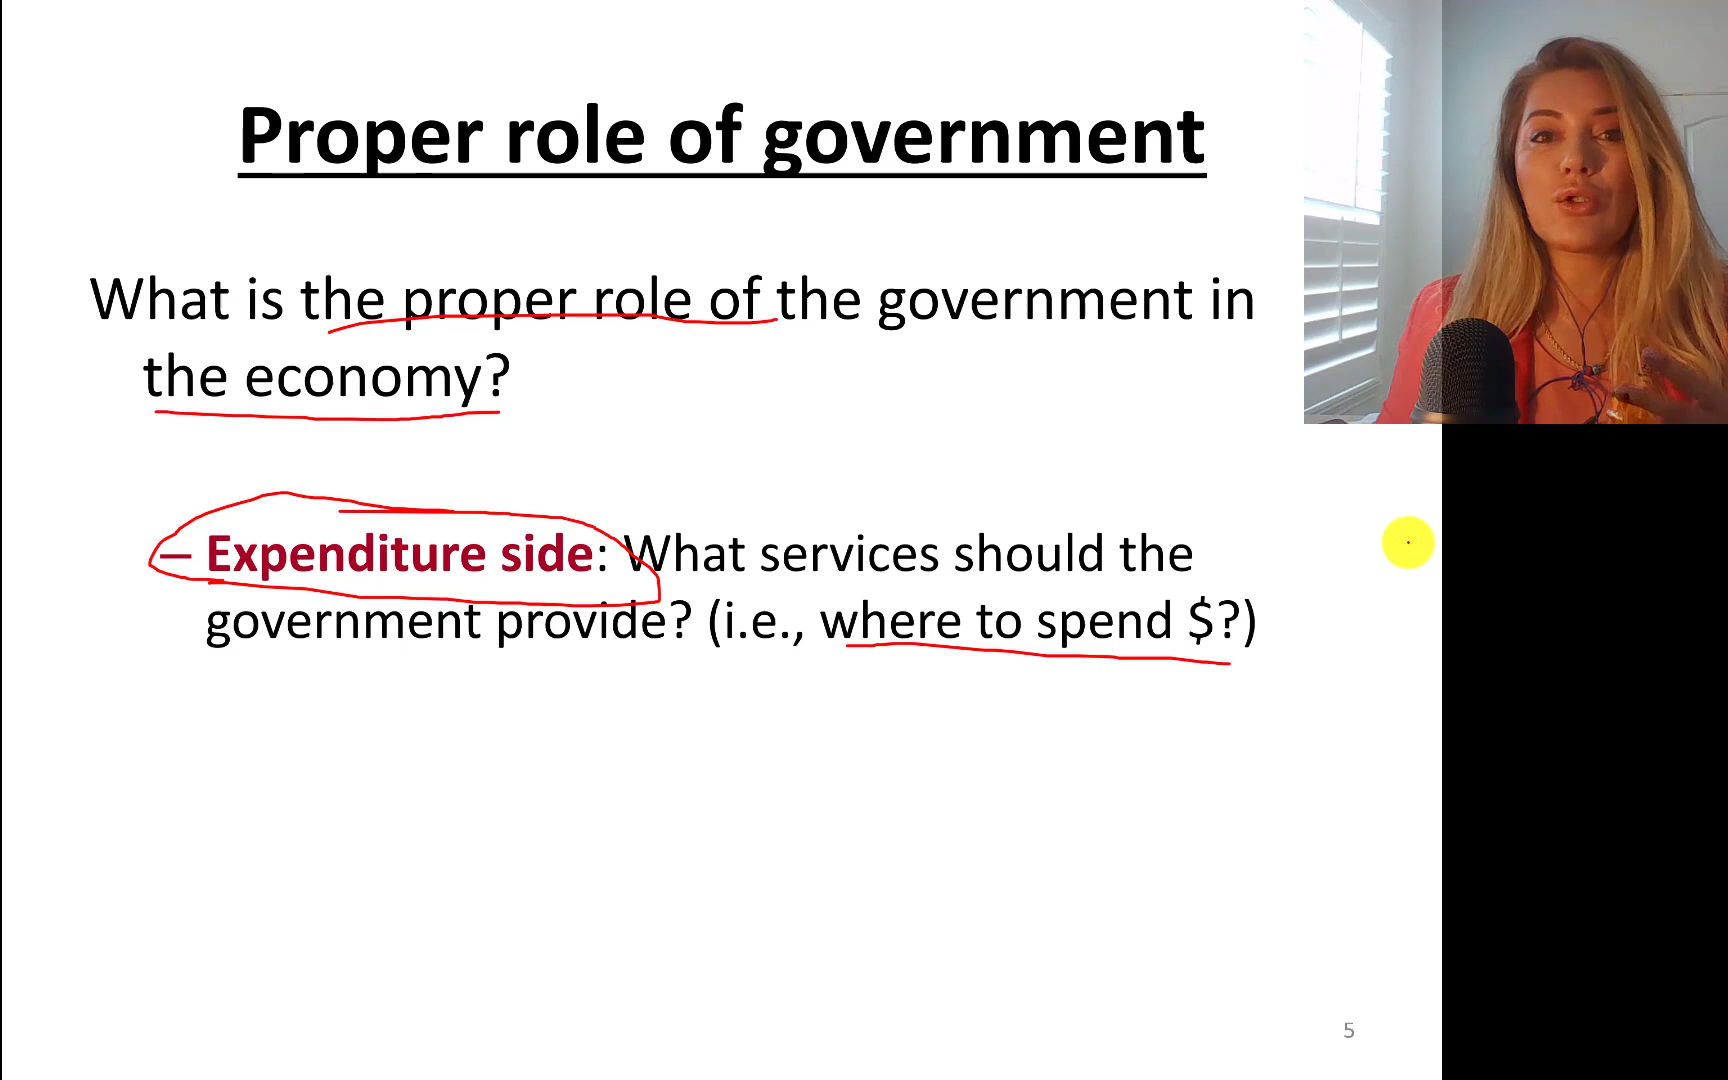 Proper role of government
What is the proper role of the government in
the economy?
– Expenditure side: What services should the
government provide? (i.e., where to spend $?)
5